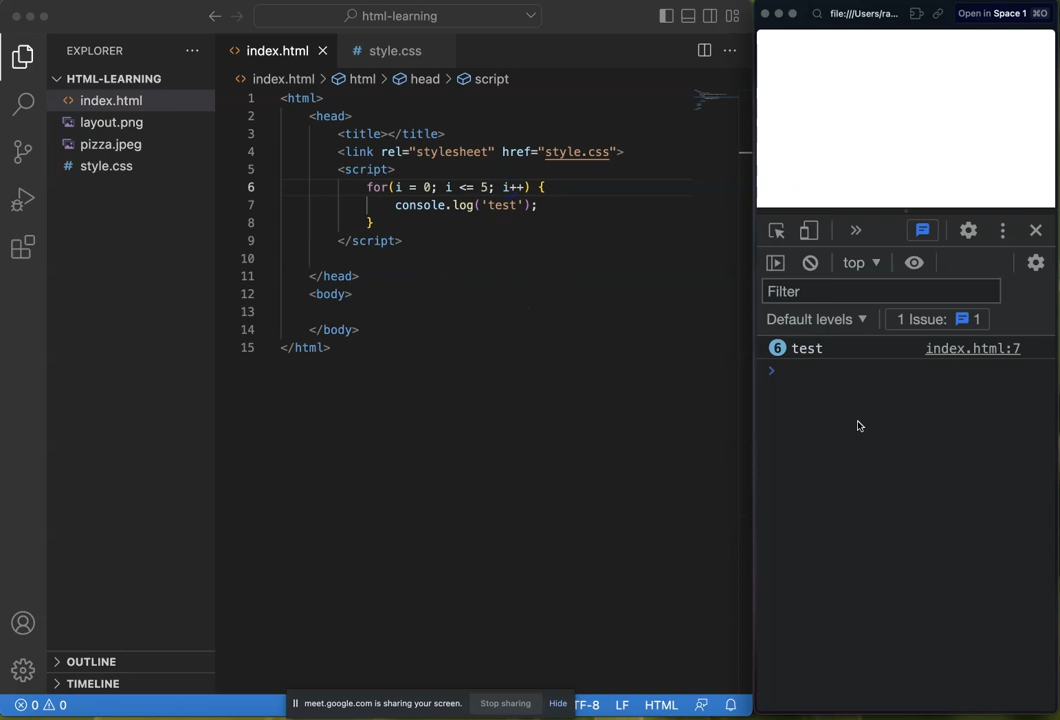 html-learning
file:///Users/ra...
Open in Space 1 ⌘O
EXPLORER
HTML-LEARNING
index.html
layout.png
pizza.jpeg
style.css
OUTLINE
TIMELINE
index.html
style.css
index.html > html > head > script
1 <html>
2 <head>
3 <title></title>
4 <link rel="stylesheet" href="style.css">
5 <script>
6 for(i = 0; i <= 5; i++) {
7 console.log('test');
8 }
9 </script>
10
11 </head>
12 <body>
13
14 </body>
15 </html>
top
Filter
Default levels
1 Issue: 1
6 test index.html:7
0 0
meet.google.com is sharing your screen.
Stop sharing
Hide
TF-8
LF
HTML